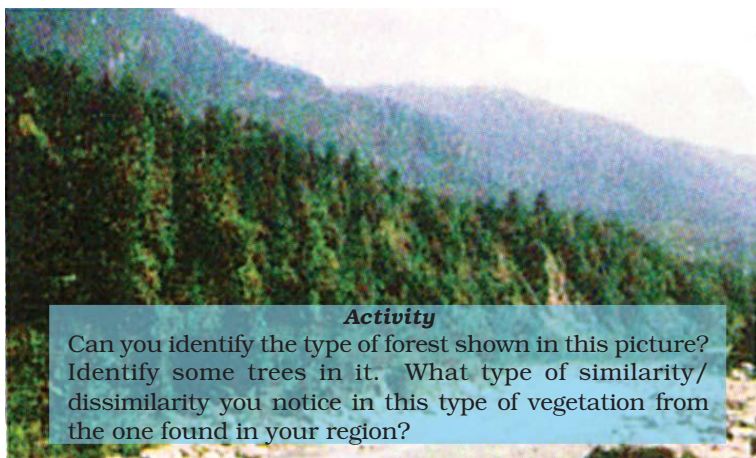 Activity
Can you identify the type of forest shown in this picture?
Identify some trees in it. What type of similarity/
dissimilarity you notice in this type of vegetation from
the one found in your region?